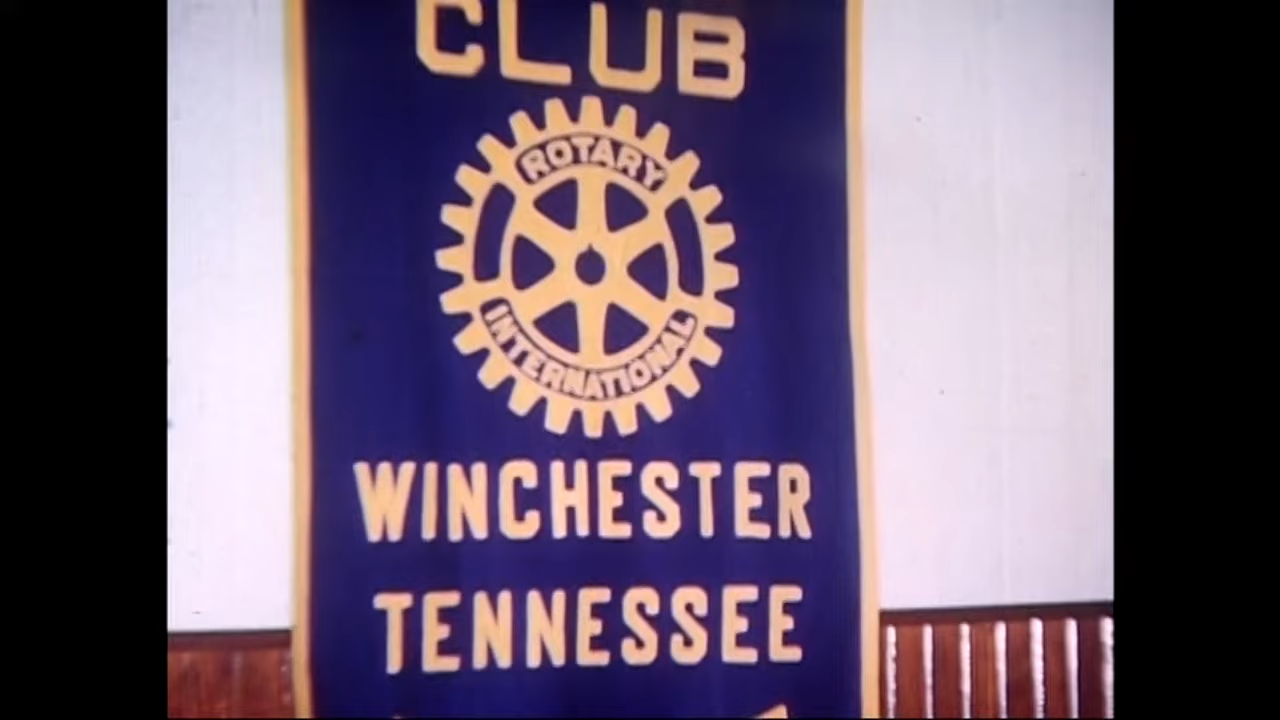 CLUB
ROTARY
INTERNATIONAL
WINCHESTER
TENNESSEE